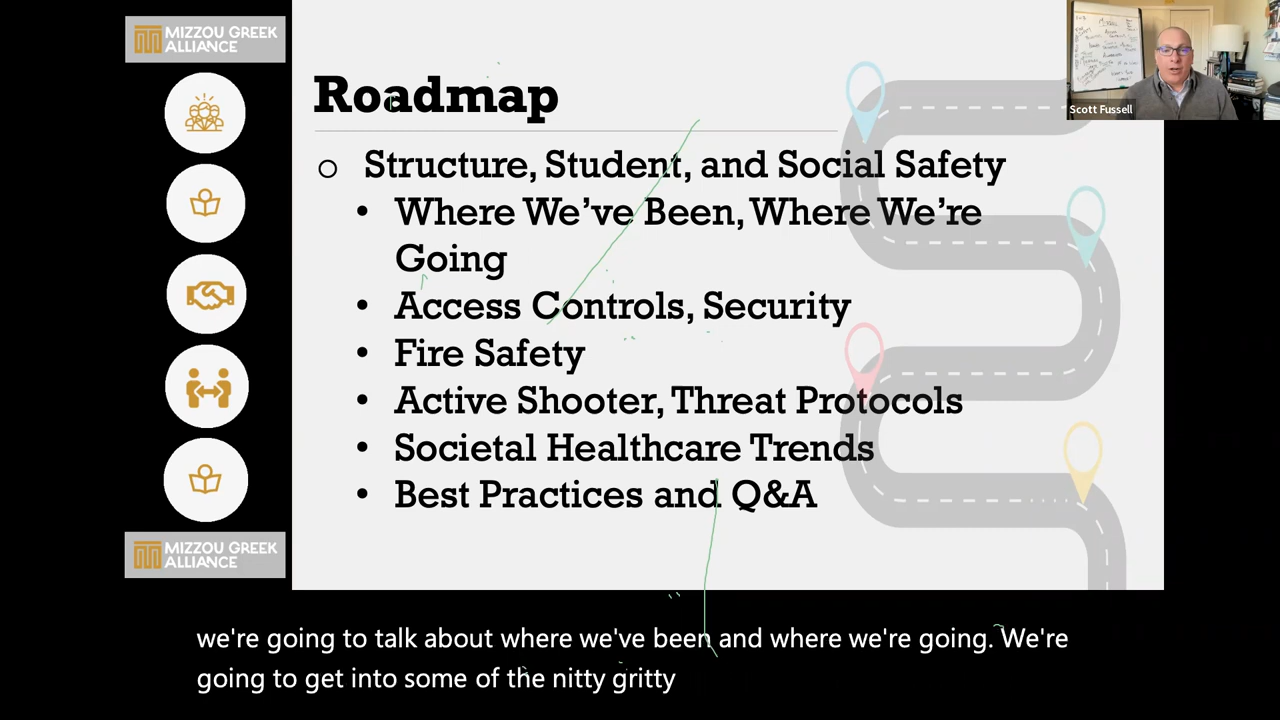 MIZZOU GREEK
ALLIANCE
Roadmap
Structure, Student, and Social Safety
Where We've Been, Where We're
Going
Access Controls, Security
Fire Safety
Active Shooter, Threat Protocols
Societal Healthcare Trends
Best Practices and Q&A
MIZZOU GREEK
ALLIANCE
Scott Fussell
we're going to talk about where we've been and where we're going. We're
going to get into some of the nitty gritty